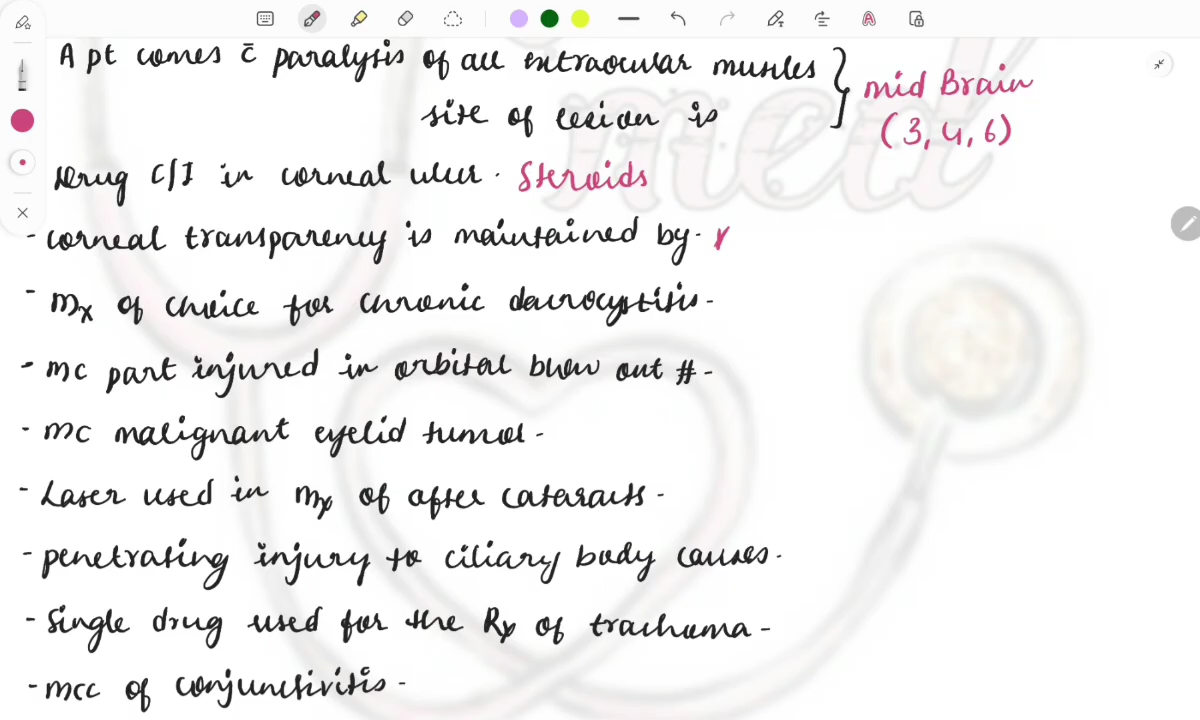 A pt comes c̄ paralysis of all extraocular muscles } mid Brain
site of lesion is (3, 4, 6)
Drug C/I in corneal ulcer. Steroids
- corneal transparency is maintained by.
- Mx of choice for chronic dacrocystitis -
- MC part injured in orbital blow out # -
- MC malignant eyelid tumor -
- Laser used in Mx of after cataracts -
- penetrating injury to ciliary body causes -
- Single drug used for the Rx of trachoma -
- MCC of conjunctivitis -
med